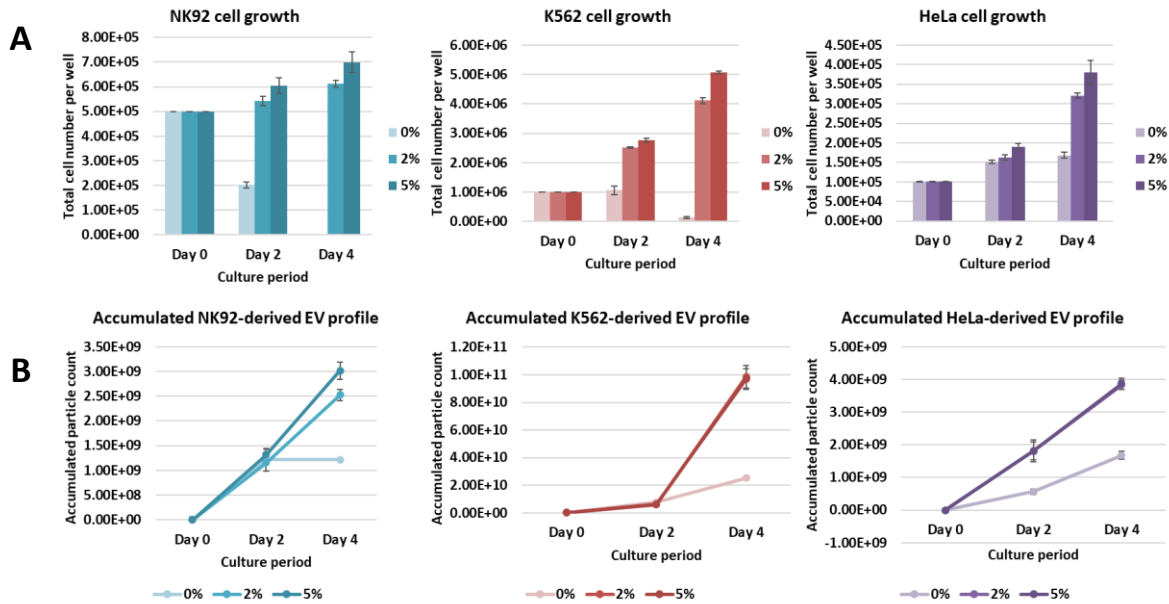 A
NK92 cell growth
Total cell number per well
8.00E+05
7.00E+05
6.00E+05
5.00E+05
4.00E+05
3.00E+05
2.00E+05
1.00E+05
0.00E+00
Day 0 Day 2 Day 4
Culture period
0%
2%
5%
K562 cell growth
Total cell number per well
6.00E+06
5.00E+06
4.00E+06
3.00E+06
2.00E+06
1.00E+06
0.00E+00
Day 0 Day 2 Day 4
Culture period
0%
2%
5%
HeLa cell growth
Total cell number per well
4.50E+05
4.00E+05
3.50E+05
3.00E+05
2.50E+05
2.00E+05
1.50E+05
1.00E+05
5.00E+04
0.00E+00
Day 0 Day 2 Day 4
Culture period
0%
2%
5%
B
Accumulated NK92-derived EV profile
Accumulated particle count
3.50E+09
3.00E+09
2.50E+09
2.00E+09
1.50E+09
1.00E+09
5.00E+08
0.00E+00
Day 0 Day 2 Day 4
Culture period
0% 2% 5%
Accumulated K562-derived EV profile
Accumulated particle count
1.20E+11
1.00E+11
8.00E+10
6.00E+10
4.00E+10
2.00E+10
0.00E+00
Day 0 Day 2 Day 4
Culture period
0% 2% 5%
Accumulated HeLa-derived EV profile
Accumulated particle count
5.00E+09
4.00E+09
3.00E+09
2.00E+09
1.00E+09
0.00E+00
-1.00E+09
Day 0 Day 2 Day 4
Culture period
0% 2% 5%